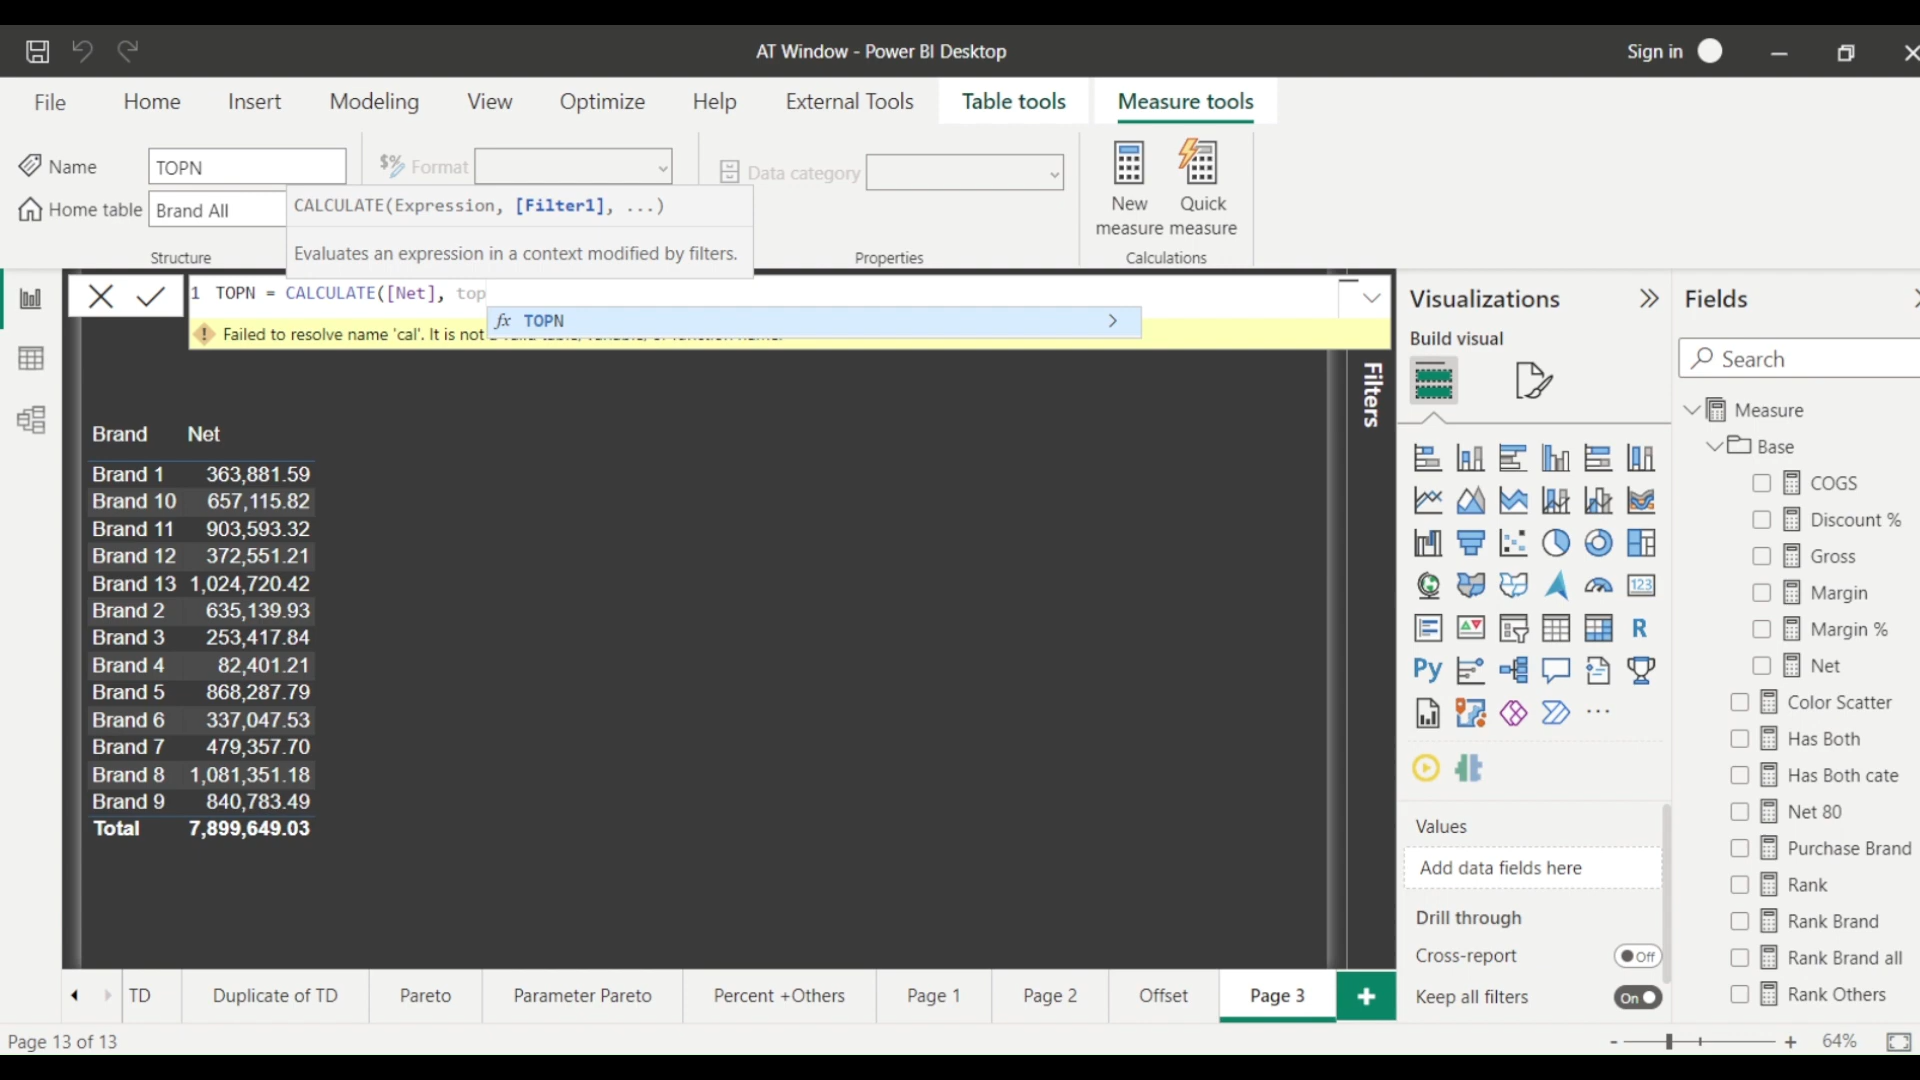 AT Window - Power BI Desktop
Sign in
File
Home
Insert
Modeling
View
Optimize
Help
External Tools
Table tools
Measure tools
Name
TOPN
$% Format
Data category
Home table
Brand All
CALCULATE(Expression, [Filter1], ...)
Evaluates an expression in a context modified by filters.
New
measure
Quick
measure
Structure
Properties
Calculations
1 TOPN = CALCULATE([Net], top
fx TOPN
Failed to resolve name 'cal'. It is not
Filters
Brand Net
Brand 1 363,881.59
Brand 10 657,115.82
Brand 11 903,593.32
Brand 12 372,551.21
Brand 13 1,024,720.42
Brand 2 635,139.93
Brand 3 253,417.84
Brand 4 82,401.21
Brand 5 868,287.79
Brand 6 337,047.53
Brand 7 479,357.70
Brand 8 1,081,351.18
Brand 9 840,783.49
Total 7,899,649.03
Visualizations
Build visual
123
R
Py
Values
Add data fields here
Drill through
Cross-report
Off
Keep all filters
On
Fields
Search
Measure
Base
COGS
Discount %
Gross
Margin
Margin %
Net
Color Scatter
Has Both
Has Both cate
Net 80
Purchase Brand
Rank
Rank Brand
Rank Brand all
Rank Others
TD
Duplicate of TD
Pareto
Parameter Pareto
Percent +Others
Page 1
Page 2
Offset
Page 3
Page 13 of 13
64%